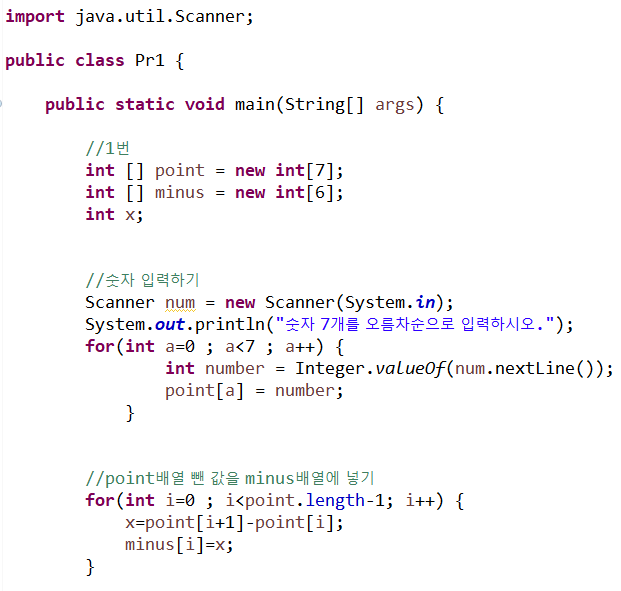 import java.util.Scanner;
public class Pr1 {
public static void main(String[] args) {
//1번
int [] point = new int[7];
int [] minus = new int[6];
int x;
//숫자 입력하기
Scanner num = new Scanner(System.in);
System.out.println("숫자 7개를 오름차순으로 입력하시오.");
for(int a=0 ; a<7 ; a++) {
int number = Integer.valueOf(num.nextLine());
point[a] = number;
}
//point배열 뺀 값을 minus배열에 넣기
for(int i=0 ; i<point.length-1; i++) {
x=point[i+1]-point[i];
minus[i]=x;
}